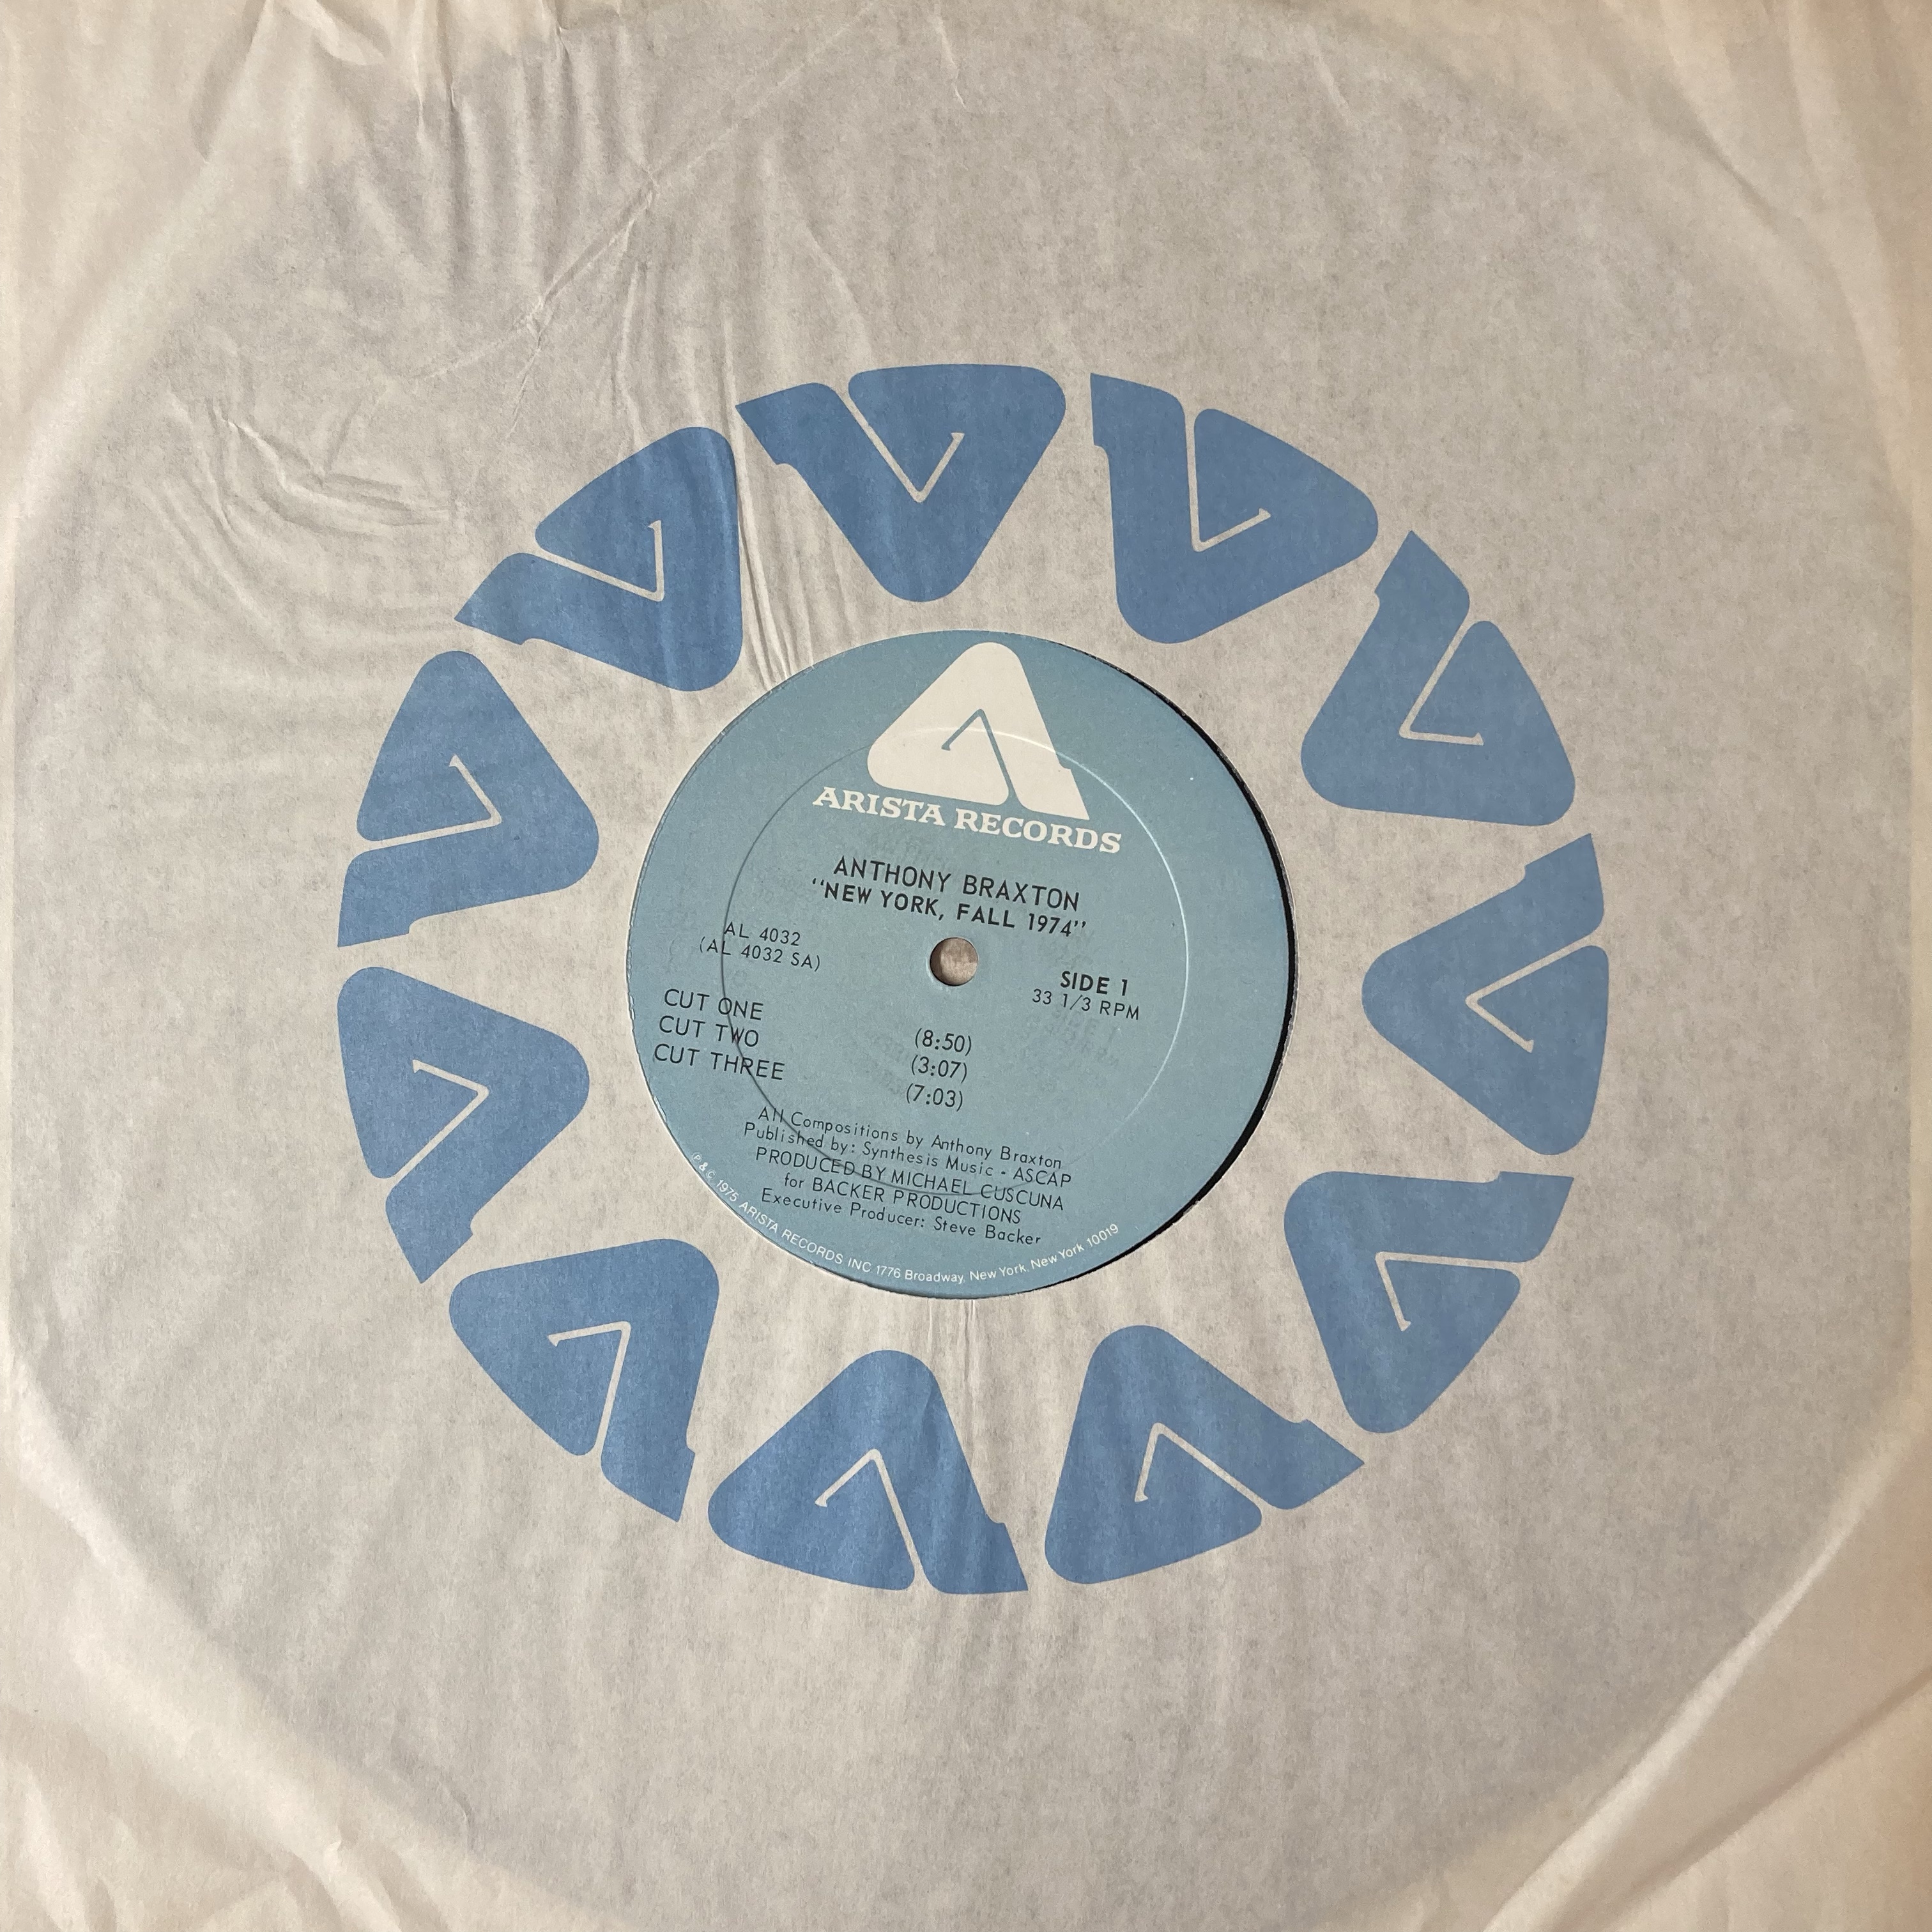 ARISTA RECORDS
ANTHONY BRAXTON
"NEW YORK, FALL 1974"
AL 4032
(AL 4032 SA)
SIDE 1
33 1/3 RPM
CUT ONE (8:50)
CUT TWO (3:07)
CUT THREE (7:03)
All Compositions by Anthony Braxton
Published by: Synthesis Music - ASCAP
PRODUCED BY MICHAEL CUSCUNA
for BACKER PRODUCTIONS
Executive Producer: Steve Backer
P & C 1975 ARISTA RECORDS INC 1776 Broadway, New York, New York 10019